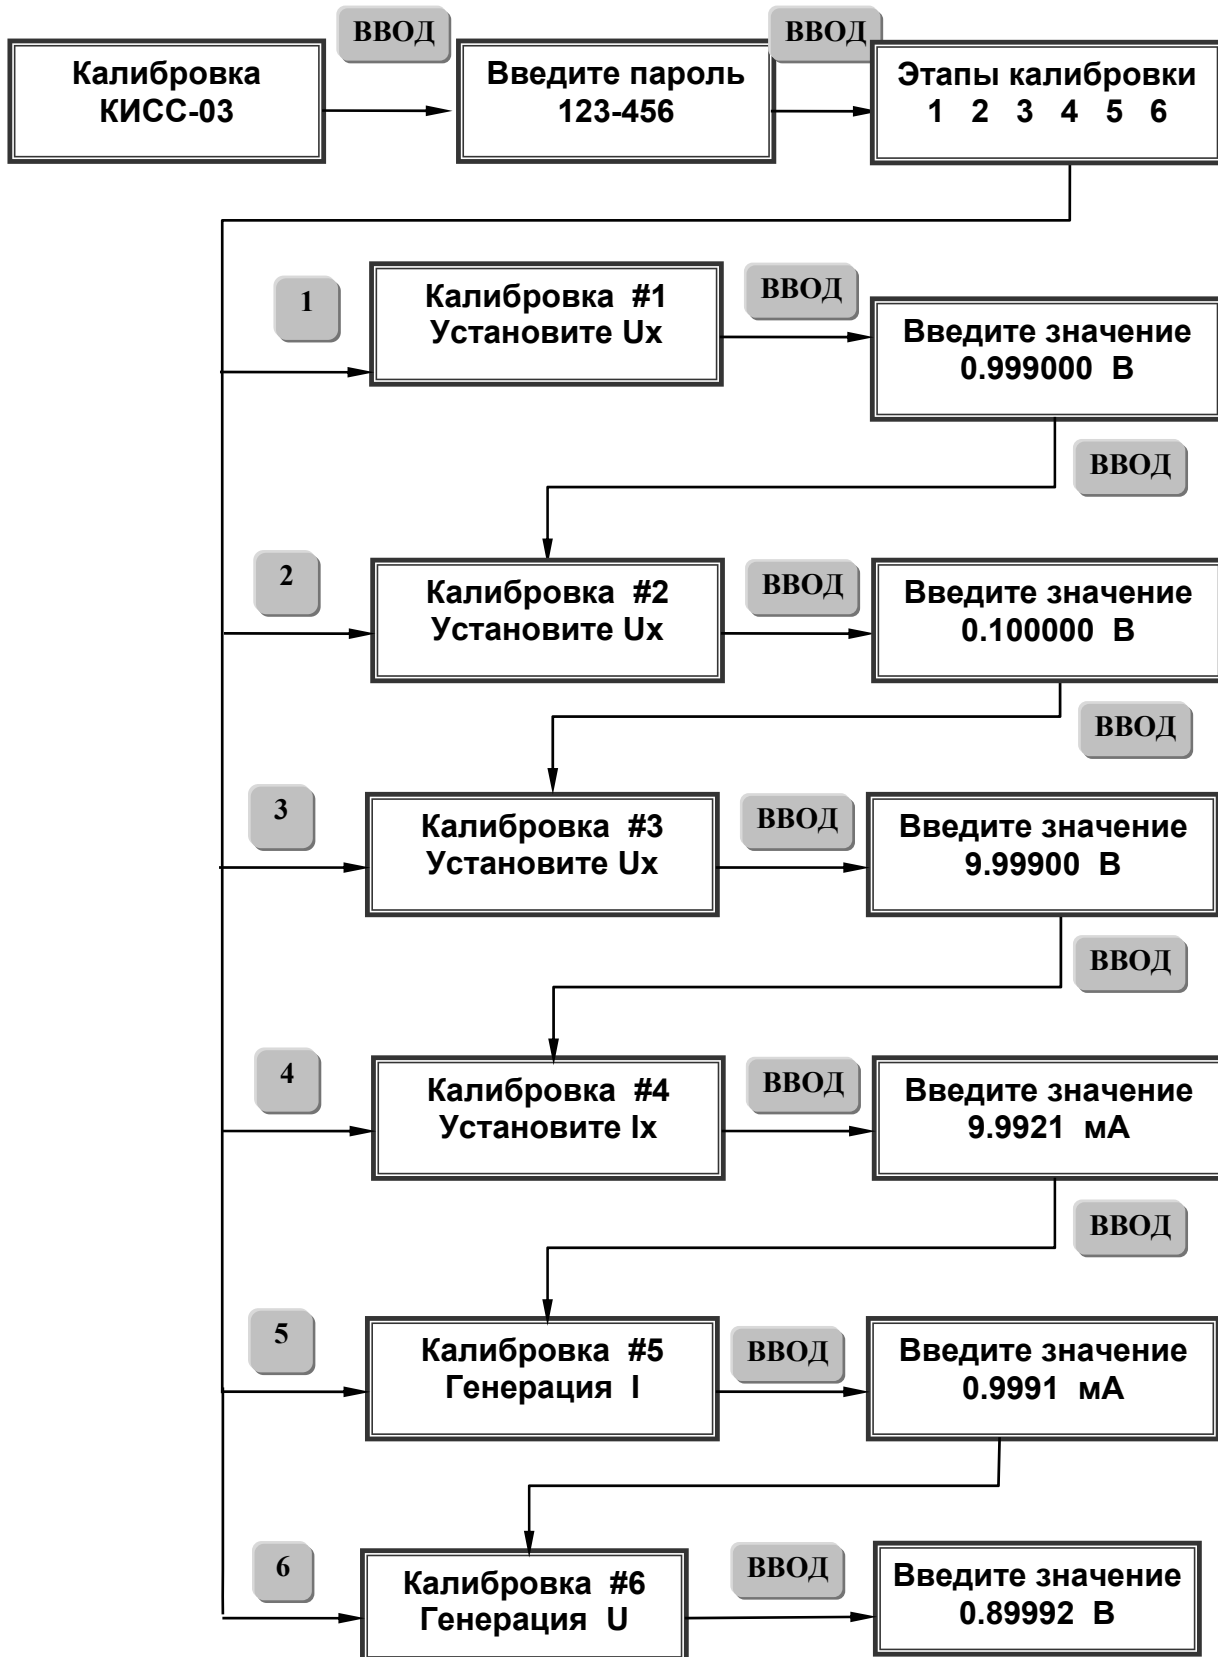 ВВОД
ВВОД
Калибровка
КИСС-03
Введите пароль
123-456
Этапы калибровки
1 2 3 4 5 6
1
Калибровка #1
Установите Ux
ВВОД
Введите значение
0.999000 В
ВВОД
2
Калибровка #2
Установите Ux
ВВОД
Введите значение
0.100000 В
ВВОД
3
Калибровка #3
Установите Ux
ВВОД
Введите значение
9.99900 В
ВВОД
4
Калибровка #4
Установите Ix
ВВОД
Введите значение
9.9921 мА
ВВОД
5
Калибровка #5
Генерация I
ВВОД
Введите значение
0.9991 мА
6
Калибровка #6
Генерация U
ВВОД
Введите значение
0.89992 В